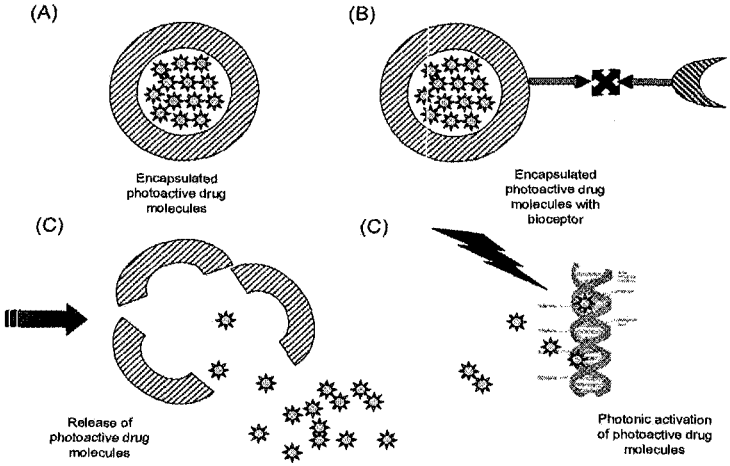 (A)
(B)
Encapsulated
photoactive drug
molecules
Encapsulated
photoactive drug
molecules with
bioceptor
(C)
(C)
Release of
photoactive drug
molecules
Photonic activation
of photoactive drug
molecules